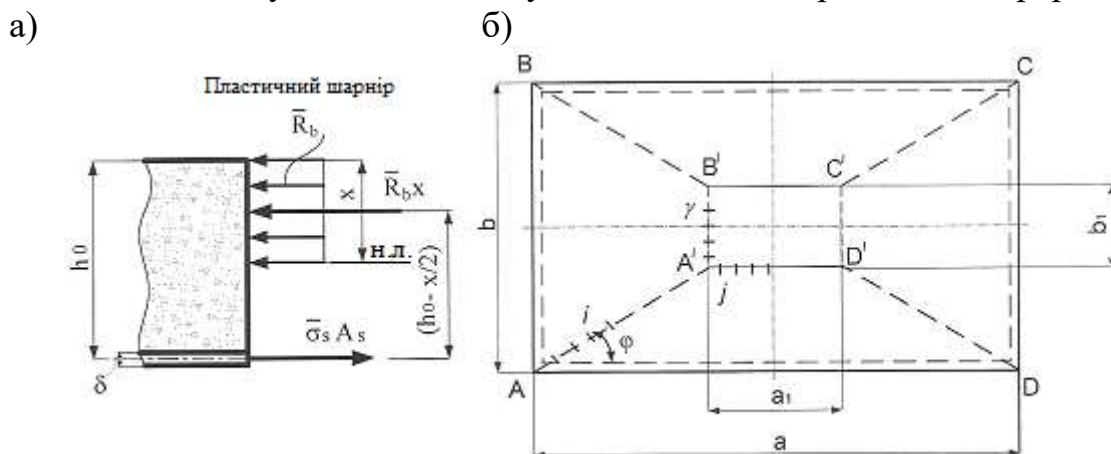 а) б)
Пластичний шарнір
R̄b
R̄bx
x
н.л.
h0
(h0- x/2)
σ̄s As
δ
B C
b
B' C'
γ
b1
A' D'
j
i
φ
A D
a1
a